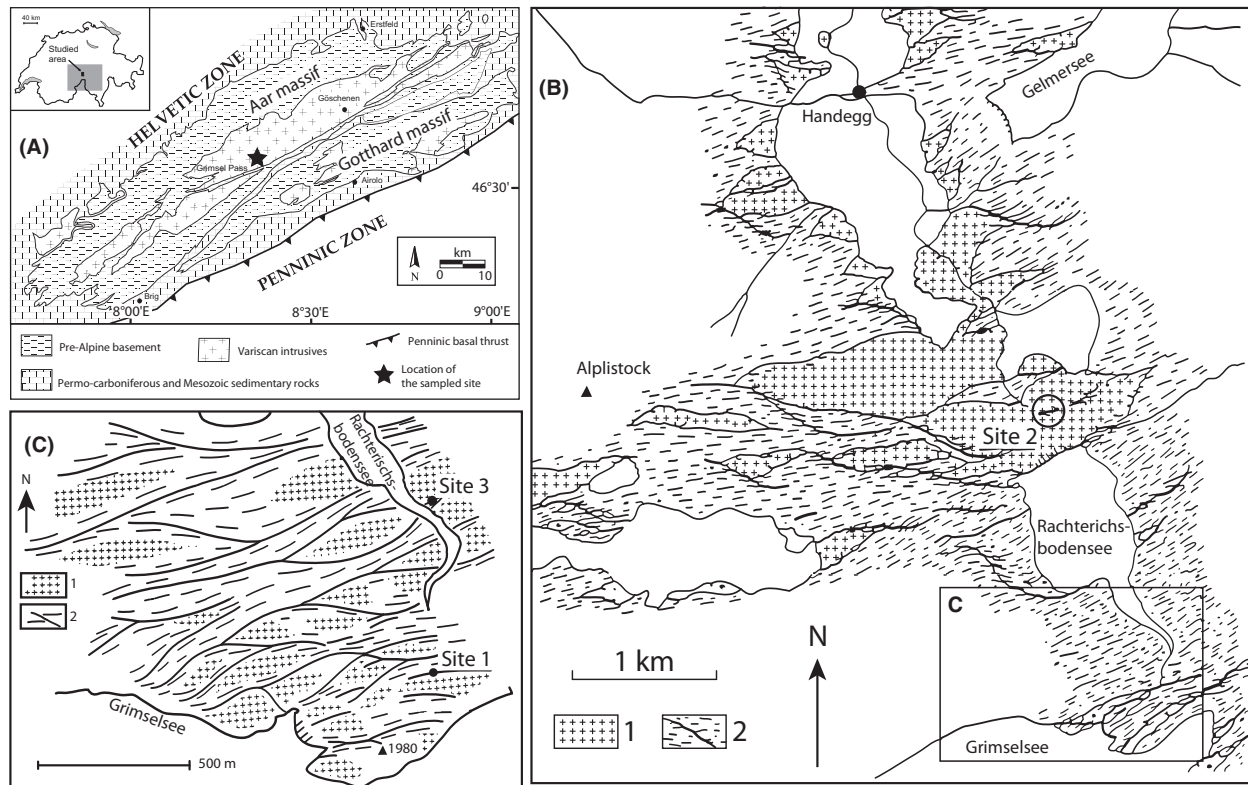 40 km
Studied
area
(A)
HELVETIC ZONE
Aar massif
Erstfeld
Göschenen
Gotthard massif
Grimsel Pass
Airolo
46°30'
PENNINIC ZONE
N
km
0 10
Brig
8°00'E
8°30'E
9°00'E
Pre-Alpine basement
Variscan intrusives
Penninic basal thrust
Permo-carboniferous and Mesozoic sedimentary rocks
Location of
the sampled site
(B)
Handegg
Gelmersee
Alplistock
Site 2
Rachterichs-
bodensee
C
1 km
N
1
2
Grimselsee
(C)
Rachterischs-
bodenssee
N
Site 3
1
2
Site 1
Grimselsee
1980
500 m